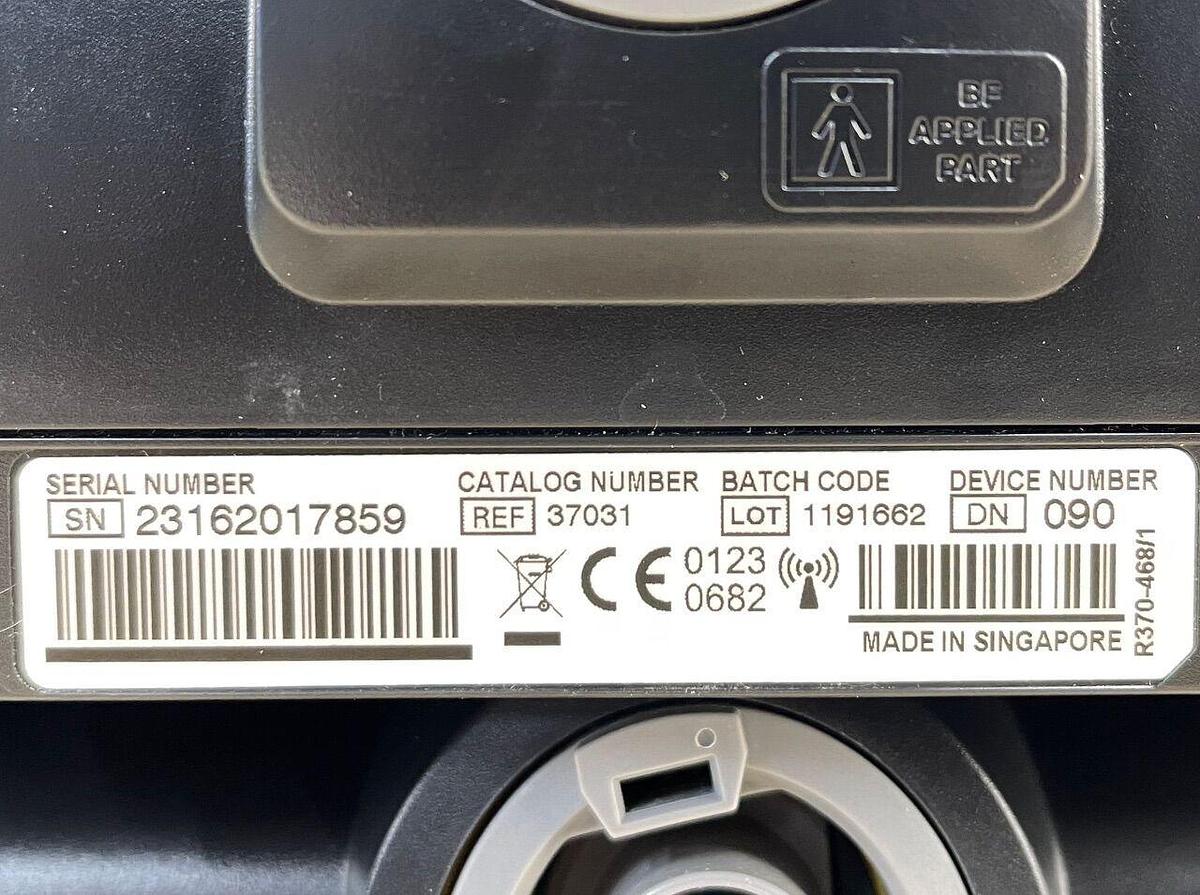 BF
APPLIED
PART
SERIAL NUMBER
SN 23162017859
CATALOG NUMBER
REF 37031
BATCH CODE
LOT 1191662
DEVICE NUMBER
DN 090
CE 0123
0682
MADE IN SINGAPORE
R370-468/1